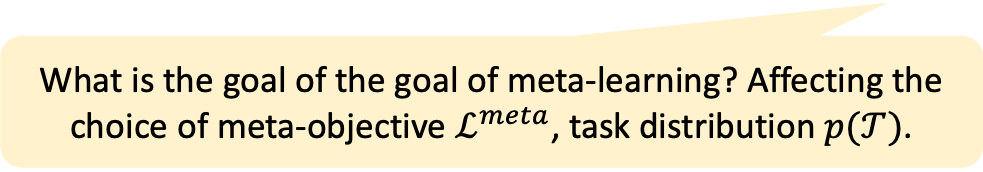 What is the goal of the goal of meta-learning? Affecting the
choice of meta-objective ℒ^{meta}, task distribution p(𝒯).